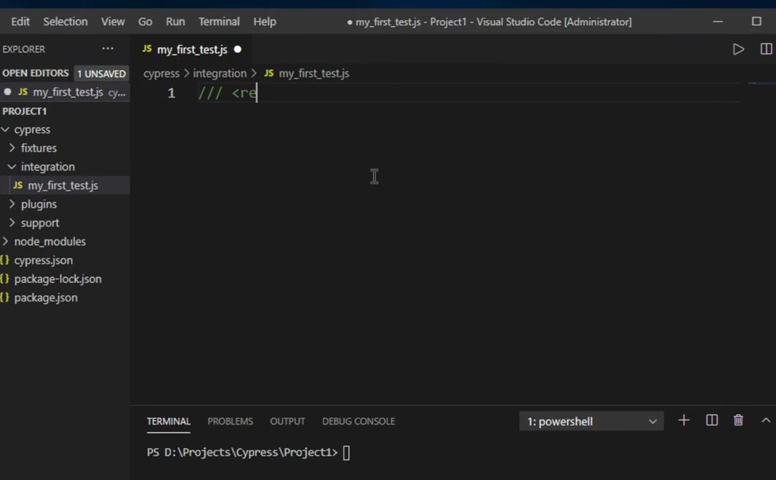 Edit Selection View Go Run Terminal Help ● my_first_test.js - Project1 - Visual Studio Code [Administrator]
EXPLORER ···
JS my_first_test.js ●
OPEN EDITORS 1 UNSAVED
cypress > integration > JS my_first_test.js
● JS my_first_test.js cy...
1 /// <re
PROJECT1
cypress
fixtures
integration
JS my_first_test.js
plugins
support
node_modules
{} cypress.json
{} package-lock.json
{} package.json
TERMINAL PROBLEMS OUTPUT DEBUG CONSOLE 1: powershell
PS D:\Projects\Cypress\Project1>